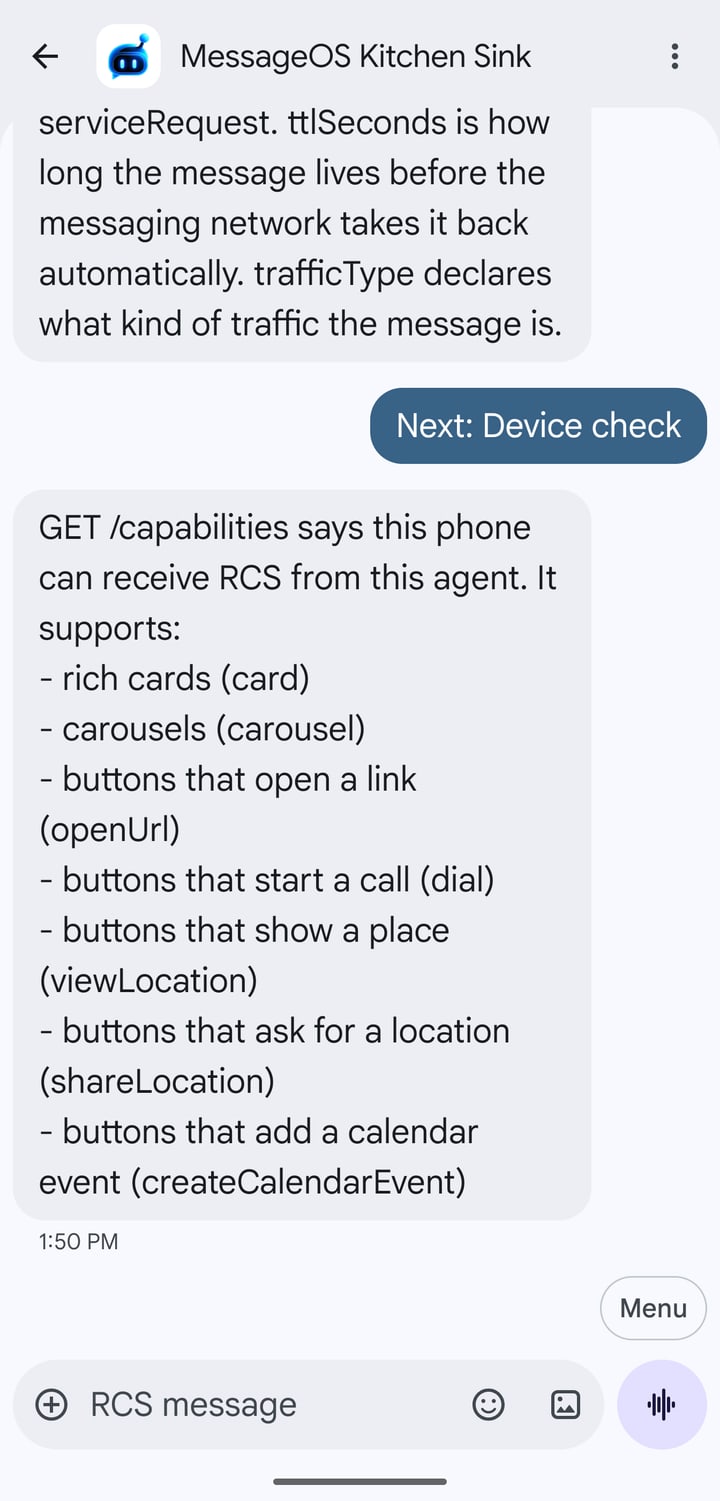 MessageOS Kitchen Sink
serviceRequest. ttlSeconds is how
long the message lives before the
messaging network takes it back
automatically. trafficType declares
what kind of traffic the message is.
Next: Device check
GET /capabilities says this phone
can receive RCS from this agent. It
supports:
- rich cards (card)
- carousels (carousel)
- buttons that open a link
(openUrl)
- buttons that start a call (dial)
- buttons that show a place
(viewLocation)
- buttons that ask for a location
(shareLocation)
- buttons that add a calendar
event (createCalendarEvent)
1:50 PM
Menu
RCS message